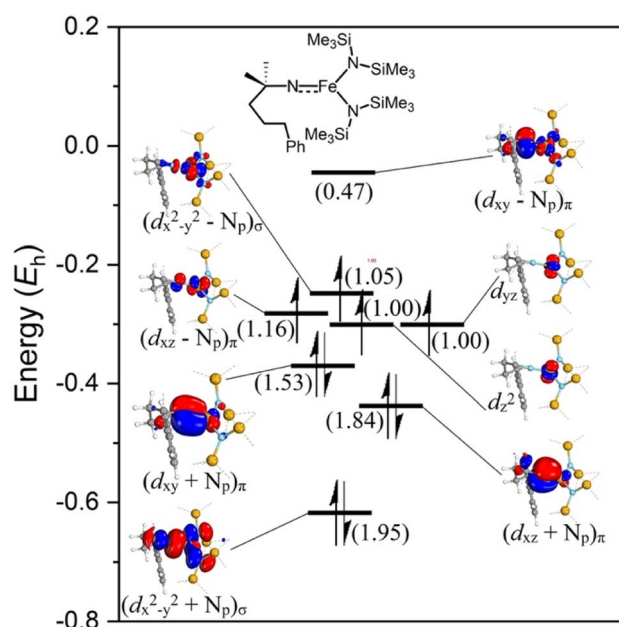 0.2
0.0
-0.2
-0.4
-0.6
-0.8
Energy (Eₕ)
Me₃Si
SiMe₃
N
N
Fe
SiMe₃
N
Me₃Si
Ph
(0.47)
(dxy - Np)π
(dx²-y² - Np)σ
1.05
(1.05)
dyz
(dxz - Np)π
(1.16)
(1.00)
(1.00)
(1.53)
dz²
(dxy + Np)π
(1.84)
(dxz + Np)π
(1.95)
(dx²-y² + Np)σ